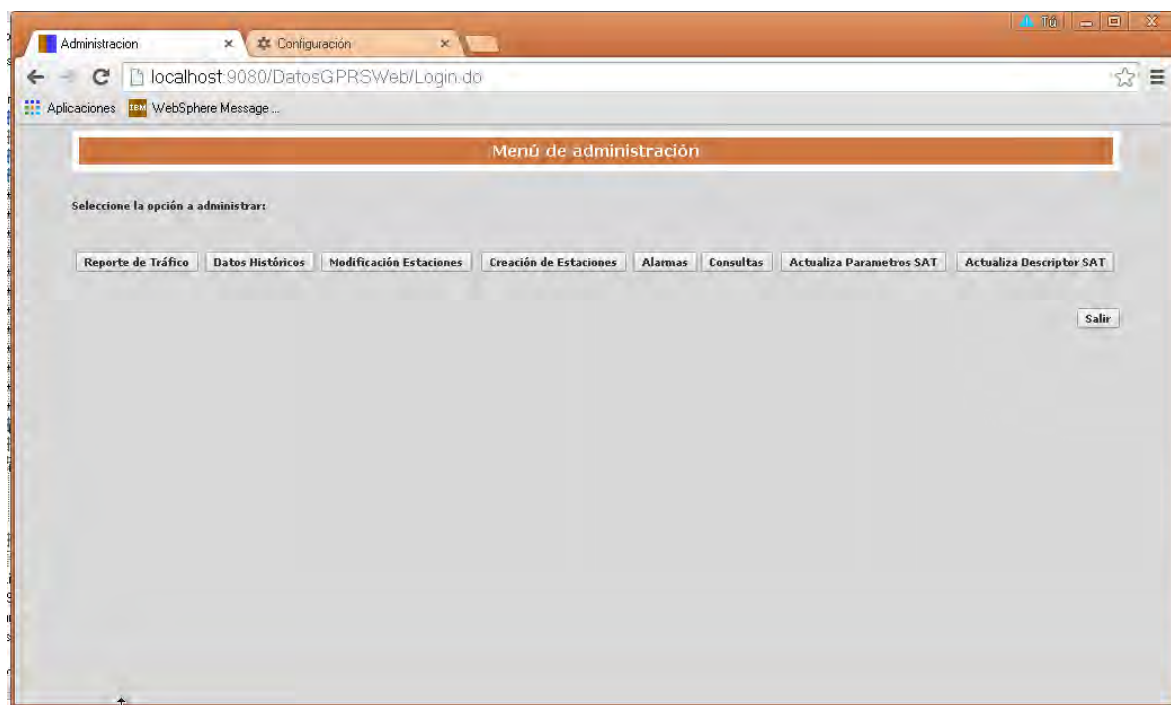 Tú
Administracion
Configuración
localhost:9080/DatosGPRSWeb/Login.do
Aplicaciones
IBM WebSphere Message ...
Menú de administración
Seleccione la opción a administrar:
Reporte de Tráfico Datos Históricos Modificación Estaciones Creación de Estaciones Alarmas Consultas Actualiza Parametros SAT Actualiza Descriptor SAT
Salir